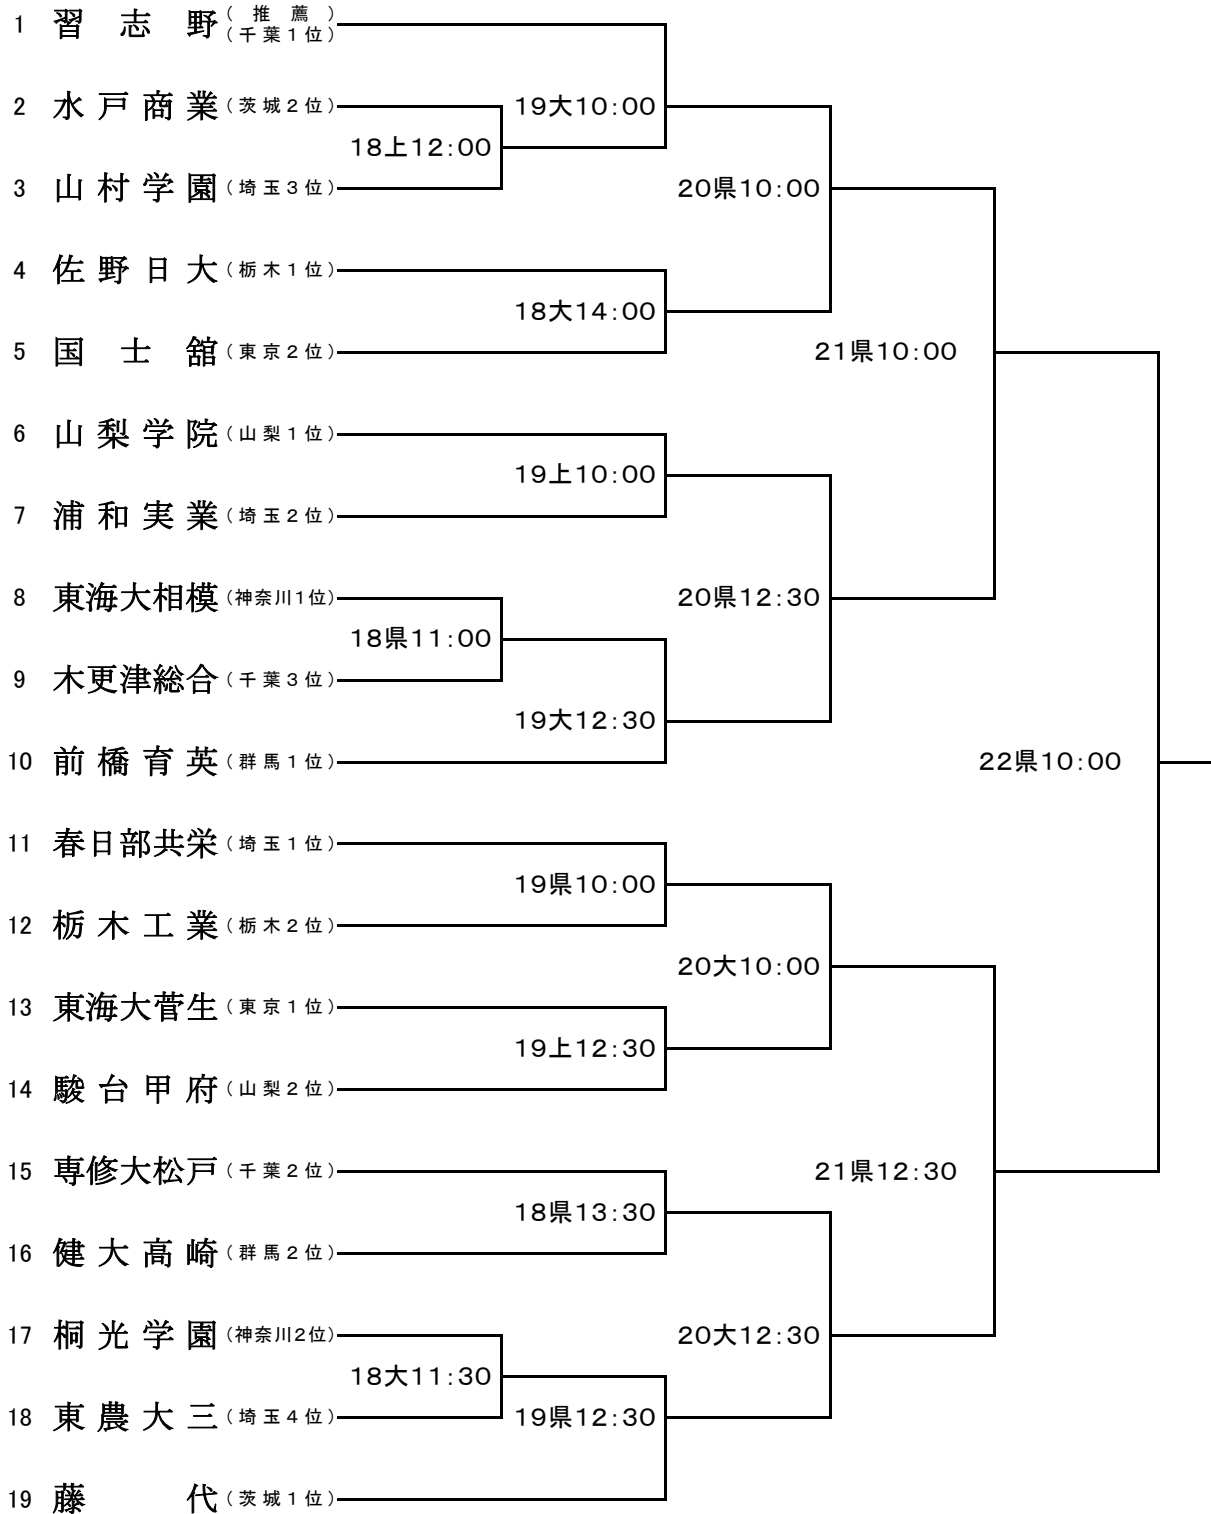 1 習志野（推薦）（千葉１位）
19大10:00
2 水戸商業（茨城２位）
18上12:00
3 山村学園（埼玉３位）
20県10:00
4 佐野日大（栃木１位）
18大14:00
5 国士舘（東京２位）
21県10:00
6 山梨学院（山梨１位）
19上10:00
7 浦和実業（埼玉２位）
8 東海大相模（神奈川１位）
20県12:30
18県11:00
9 木更津総合（千葉３位）
19大12:30
10 前橋育英（群馬１位）
22県10:00
11 春日部共栄（埼玉１位）
19県10:00
12 栃木工業（栃木２位）
20大10:00
13 東海大菅生（東京１位）
19上12:30
14 駿台甲府（山梨２位）
15 専修大松戸（千葉２位）
21県12:30
18県13:30
16 健大高崎（群馬２位）
17 桐光学園（神奈川２位）
20大12:30
18大11:30
18 東農大三（埼玉４位）
19県12:30
19 藤代（茨城１位）